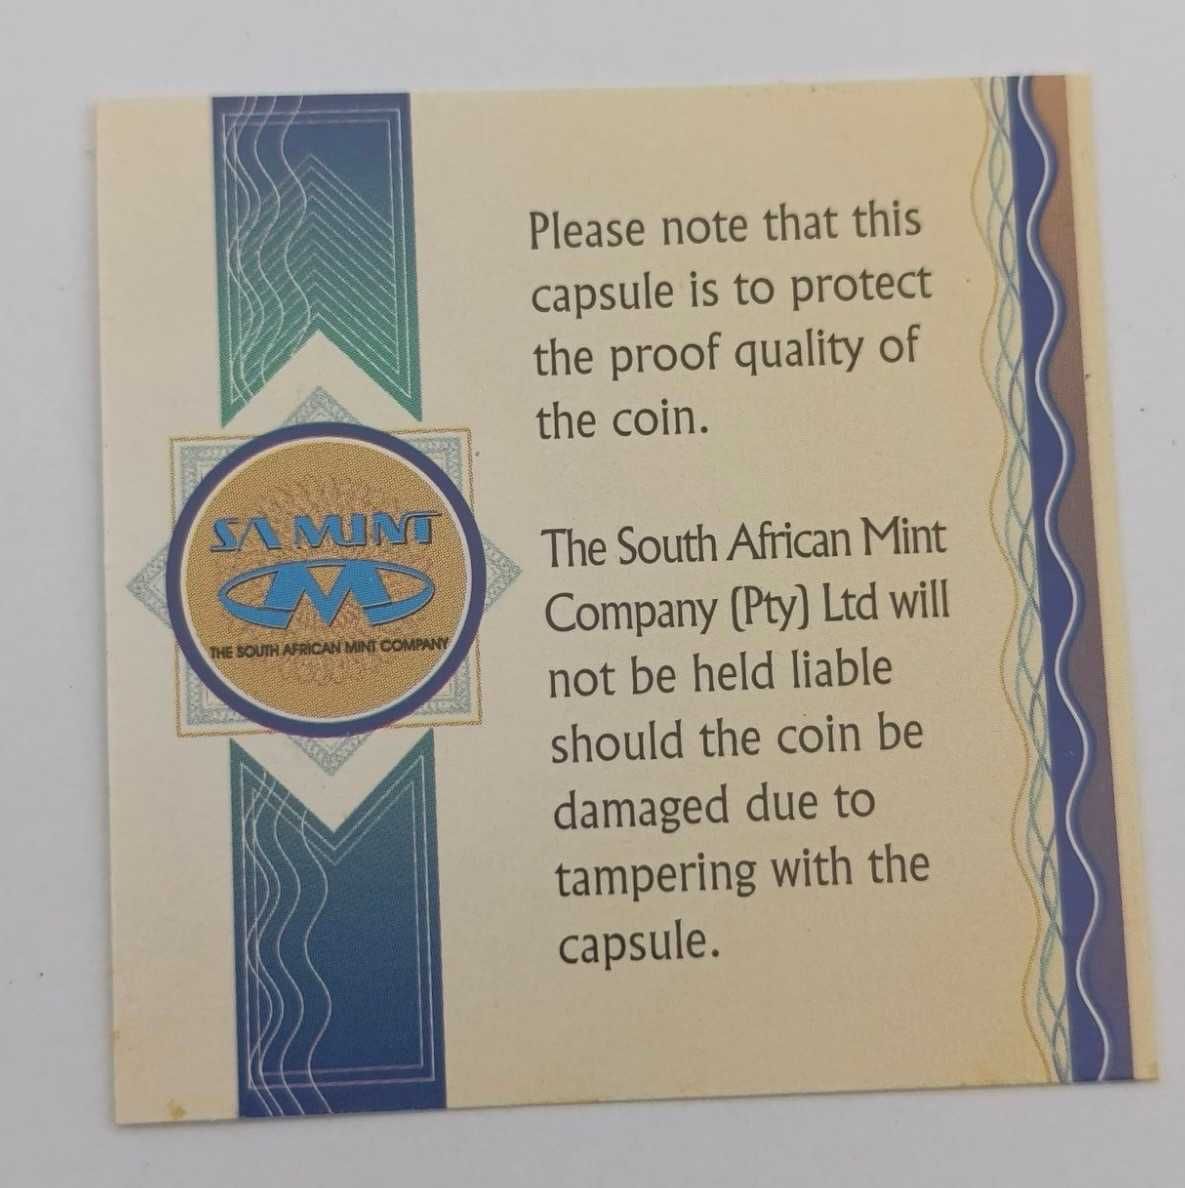 SA MINT
M
THE SOUTH AFRICAN MINT COMPANY
Please note that this
capsule is to protect
the proof quality of
the coin.
The South African Mint
Company (Pty) Ltd will
not be held liable
should the coin be
damaged due to
tampering with the
capsule.